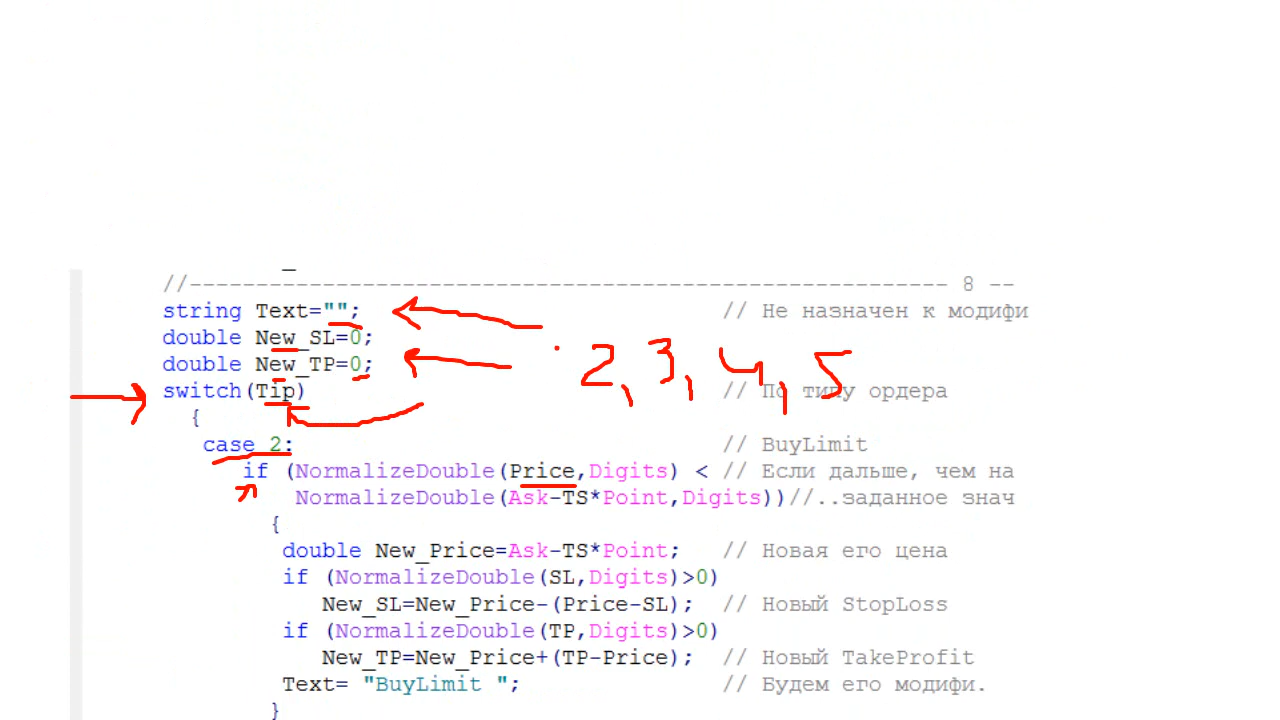 //--------------------------------------------------------- 8 --
string Text=""; // Не назначен к модифи
double New_SL=0;
double New_TP=0;
2, 3, 4, 5
switch(Tip) // По типу ордера
{
case 2: // BuyLimit
if (NormalizeDouble(Price,Digits) < // Если дальше, чем на
NormalizeDouble(Ask-TS*Point,Digits))//..заданное знач
{
double New_Price=Ask-TS*Point; // Новая его цена
if (NormalizeDouble(SL,Digits)>0)
New_SL=New_Price-(Price-SL); // Новый StopLoss
if (NormalizeDouble(TP,Digits)>0)
New_TP=New_Price+(TP-Price); // Новый TakeProfit
Text= "BuyLimit "; // Будем его модифи.
}